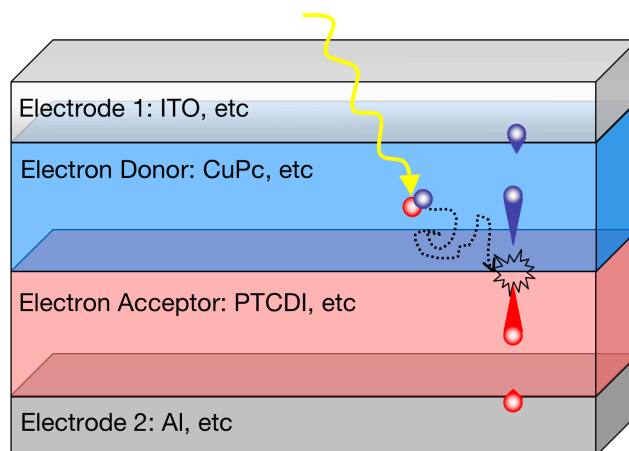 Electrode 1: ITO, etc
Electron Donor: CuPc, etc
Electron Acceptor: PTCDI, etc
Electrode 2: Al, etc